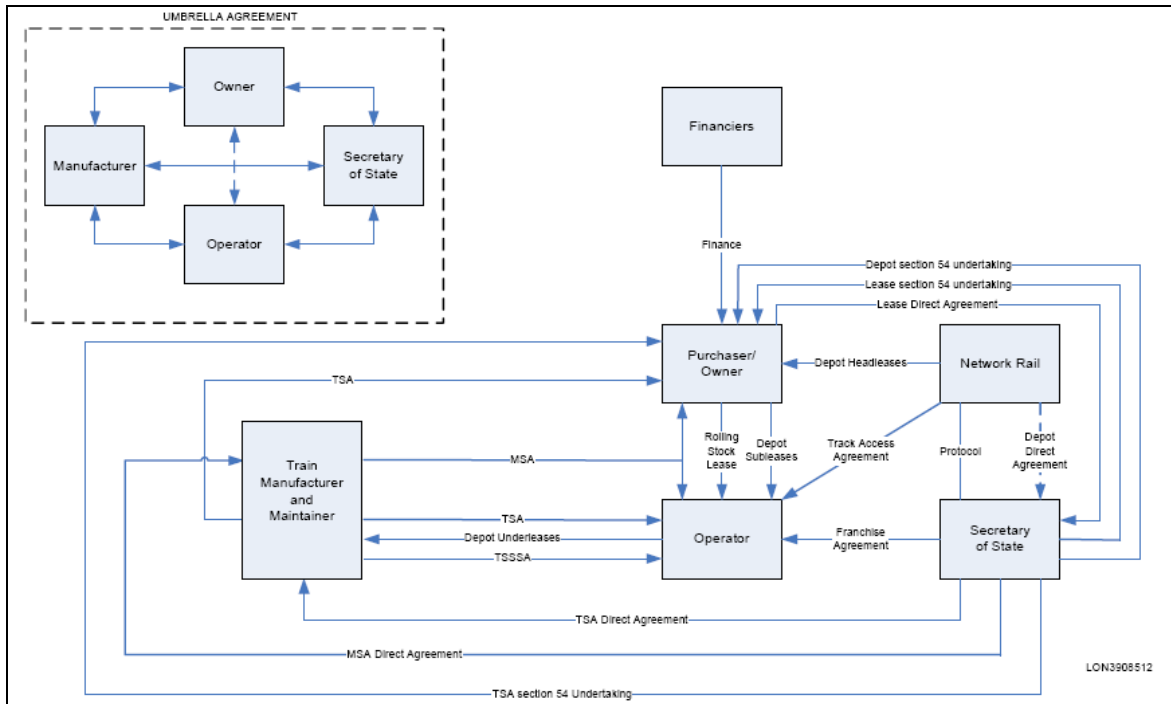 UMBRELLA AGREEMENT
Owner
Manufacturer
Secretary
of State
Operator
Financiers
Finance
Depot section 54 undertaking
Lease section 54 undertaking
Lease Direct Agreement
Purchaser/
Owner
Depot Headleases
Network Rail
TSA
Rolling
Stock
Lease
Depot
Subleases
Track Access
Agreement
Protocol
Depot
Direct
Agreement
Train
Manufacturer
and
Maintainer
MSA
TSA
Depot Underleases
TSSSA
Operator
Franchise
Agreement
Secretary
of State
TSA Direct Agreement
MSA Direct Agreement
LON3908512
TSA section 54 Undertaking